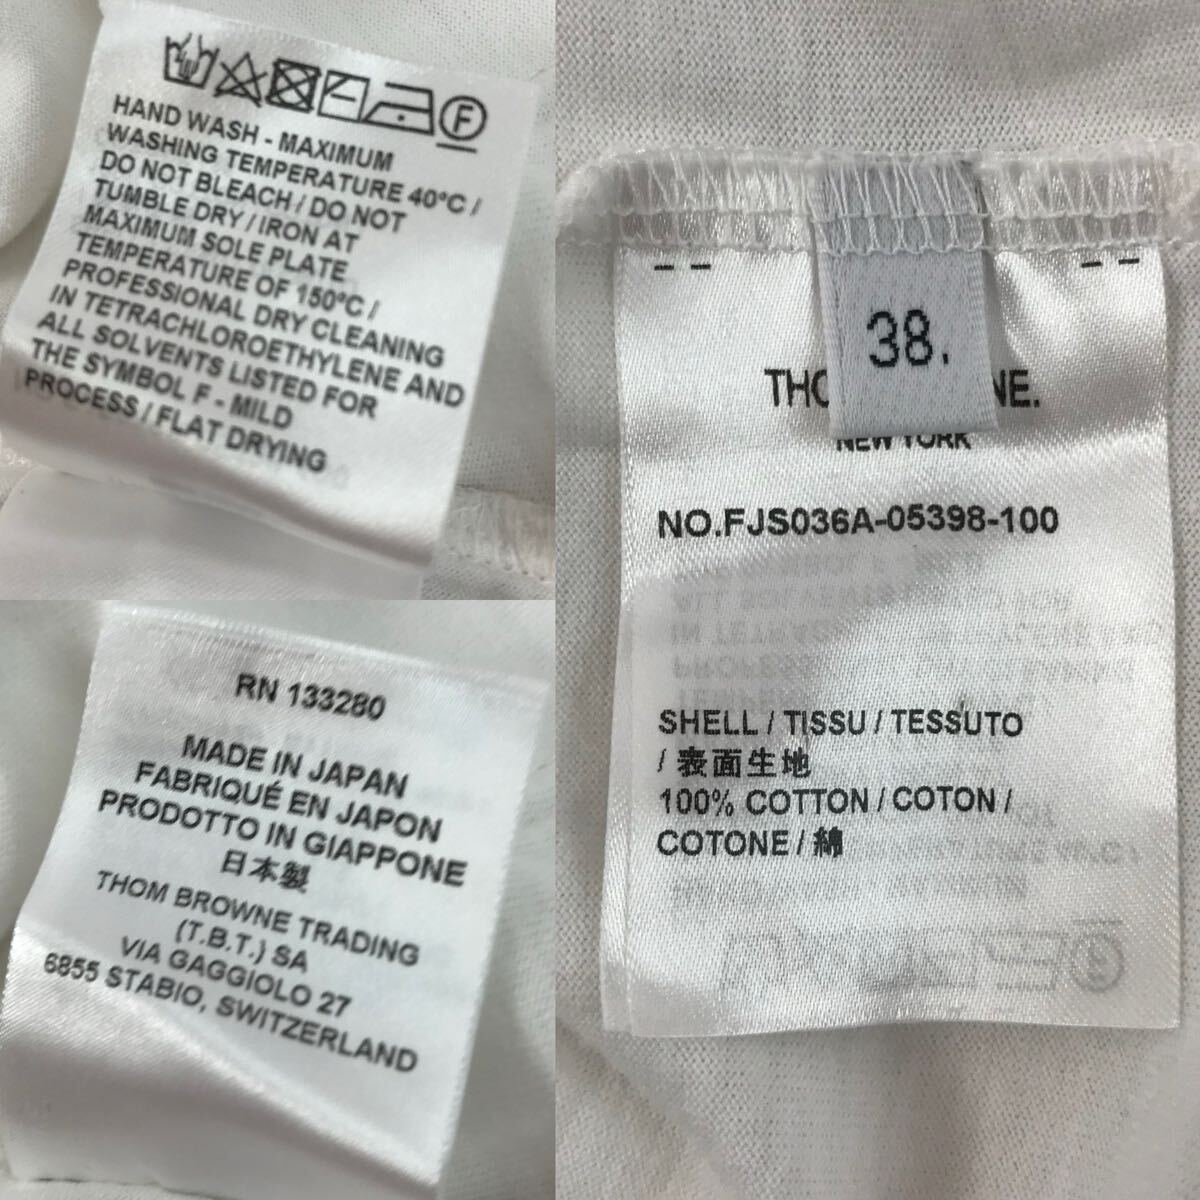 HAND WASH - MAXIMUM
WASHING TEMPERATURE 40°C /
DO NOT BLEACH / DO NOT
TUMBLE DRY / IRON AT
MAXIMUM SOLE PLATE
TEMPERATURE OF 150°C /
PROFESSIONAL DRY CLEANING
IN TETRACHLOROETHYLENE AND
ALL SOLVENTS LISTED FOR
THE SYMBOL F - MILD
PROCESS / FLAT DRYING
RN 133280
MADE IN JAPAN
FABRIQUÉ EN JAPON
PRODOTTO IN GIAPPONE
日本製
THOM BROWNE TRADING
(T.B.T.) SA
VIA GAGGIOLO 27
6855 STABIO, SWITZERLAND
38.
NEW YORK
NO.FJS036A-05398-100
SHELL / TISSU / TESSUTO
/ 表面生地
100% COTTON / COTON /
COTONE / 綿